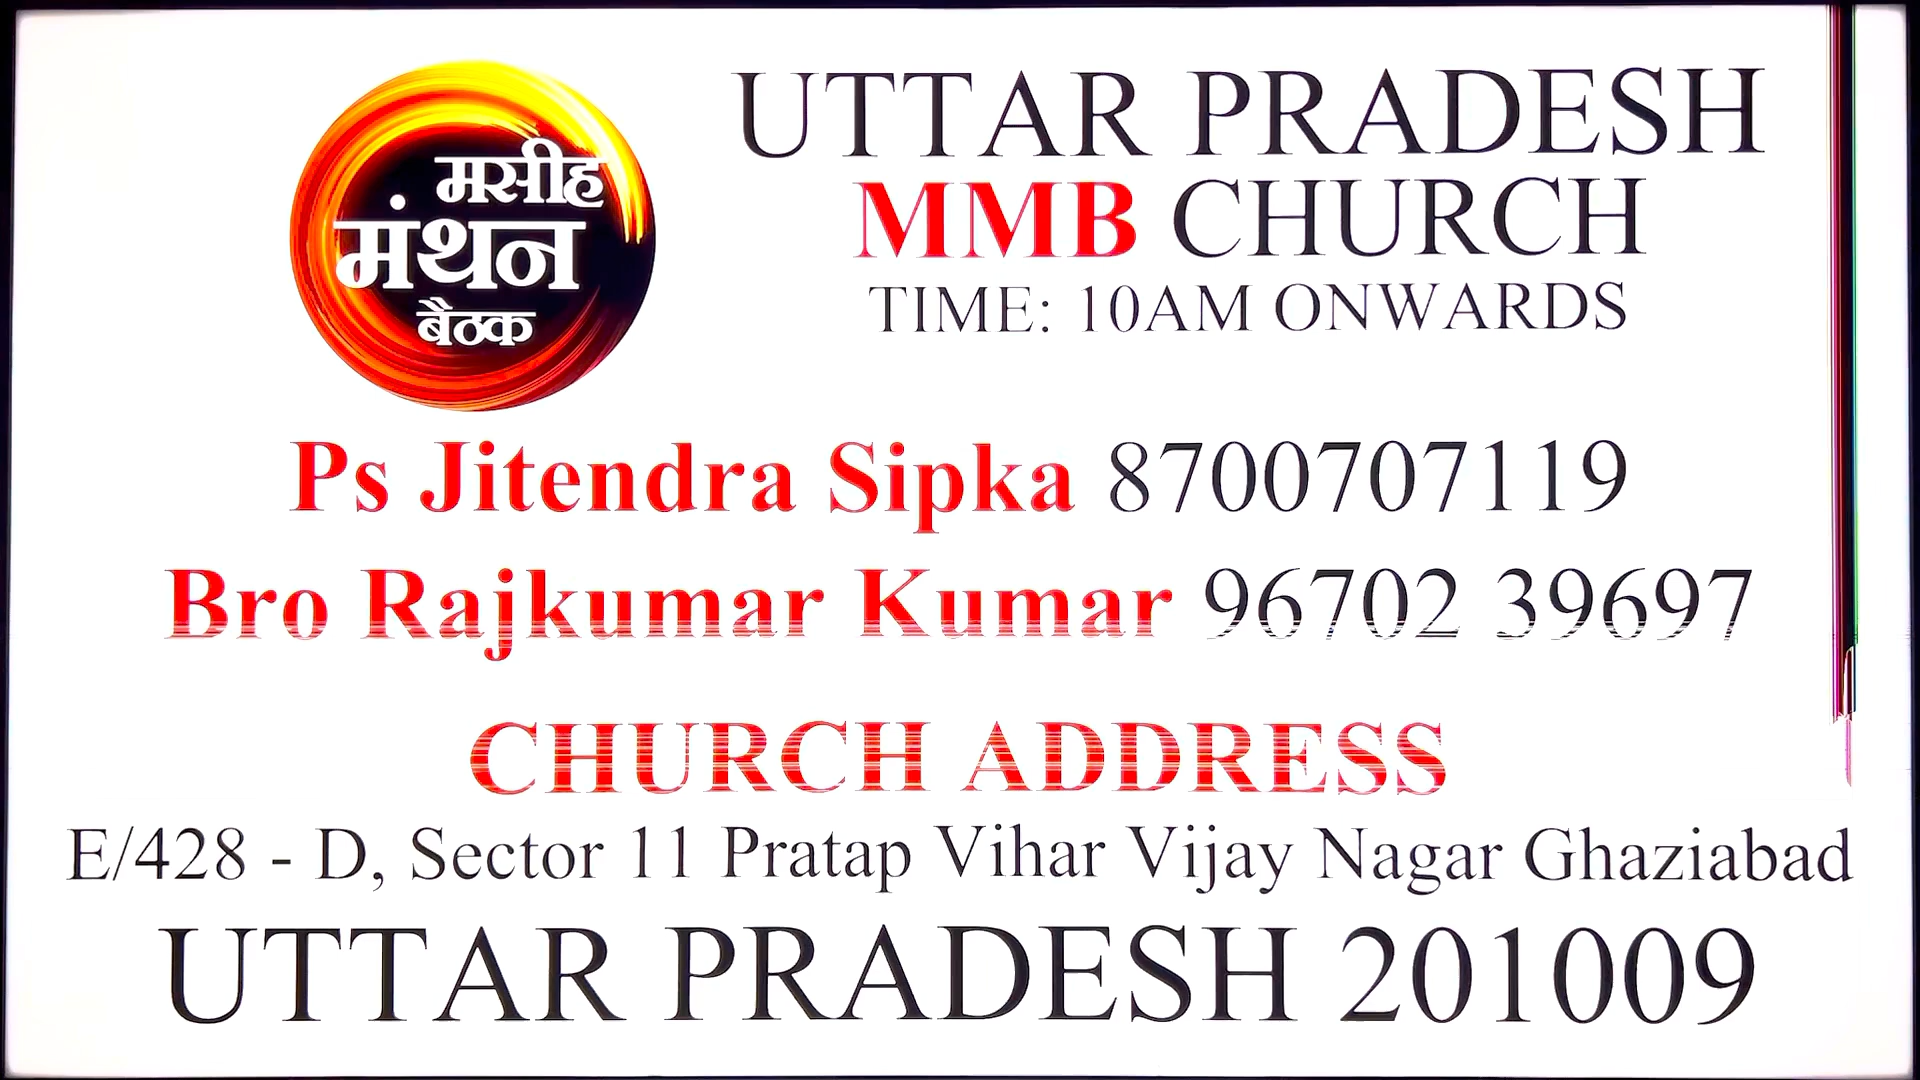 मसीह
मंथन
बैठक
UTTAR PRADESH
MMB CHURCH
TIME: 10AM ONWARDS
Ps Jitendra Sipka 8700707119
Bro Rajkumar Kumar 96702 39697
CHURCH ADDRESS
E/428 - D, Sector 11 Pratap Vihar Vijay Nagar Ghaziabad
UTTAR PRADESH 201009